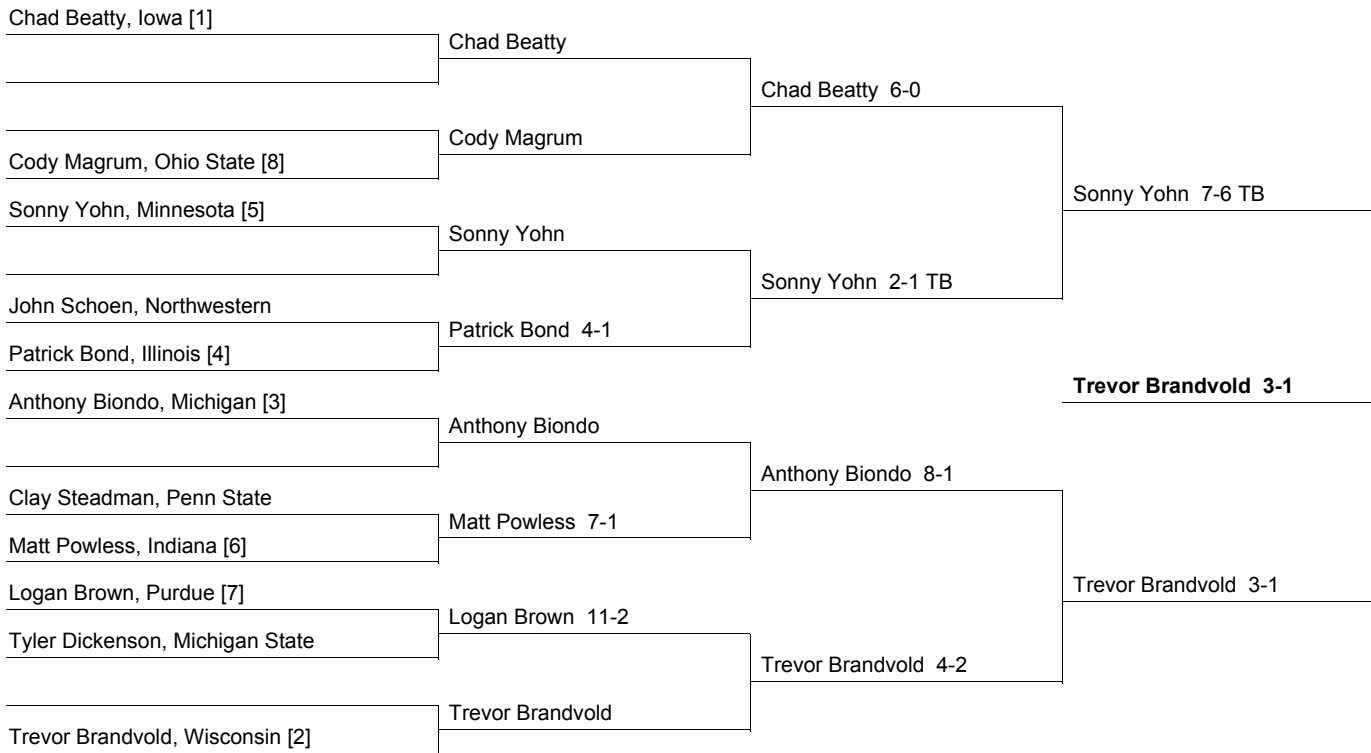 Chad Beatty, Iowa [1]
Chad Beatty
Chad Beatty 6-0
Cody Magrum
Cody Magrum, Ohio State [8]
Sonny Yohn 7-6 TB
Sonny Yohn, Minnesota [5]
Sonny Yohn
Sonny Yohn 2-1 TB
John Schoen, Northwestern
Patrick Bond 4-1
Patrick Bond, Illinois [4]
Trevor Brandvold 3-1
Anthony Biondo, Michigan [3]
Anthony Biondo
Anthony Biondo 8-1
Clay Steadman, Penn State
Matt Powless 7-1
Matt Powless, Indiana [6]
Trevor Brandvold 3-1
Logan Brown, Purdue [7]
Logan Brown 11-2
Tyler Dickenson, Michigan State
Trevor Brandvold 4-2
Trevor Brandvold
Trevor Brandvold, Wisconsin [2]